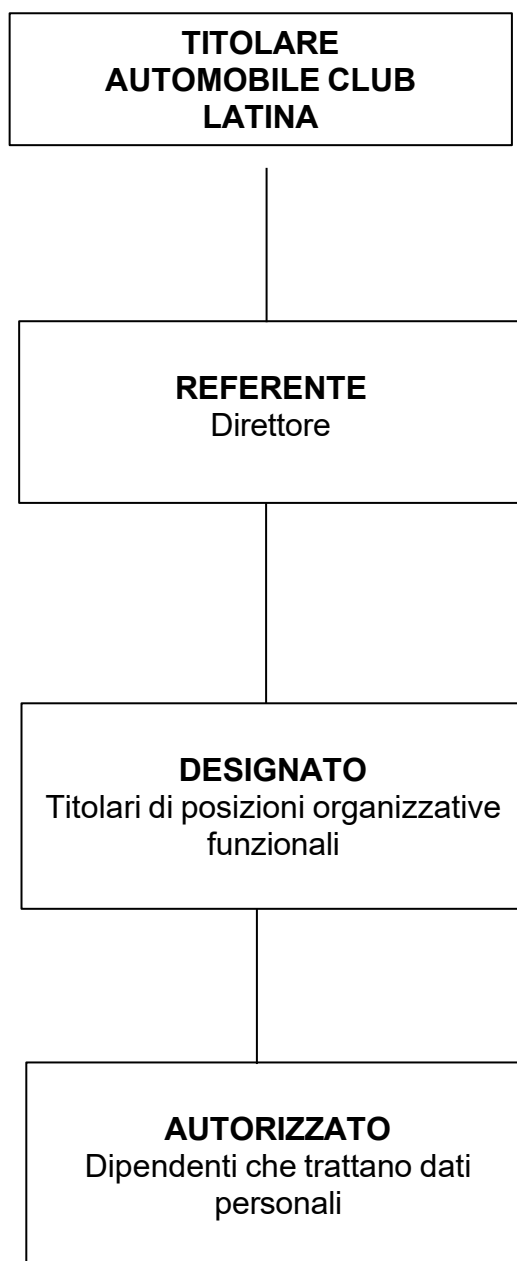 TITOLARE
AUTOMOBILE CLUB
LATINA
REFERENTE
Direttore
DESIGNATO
Titolari di posizioni organizzative
funzionali
AUTORIZZATO
Dipendenti che trattano dati
personali